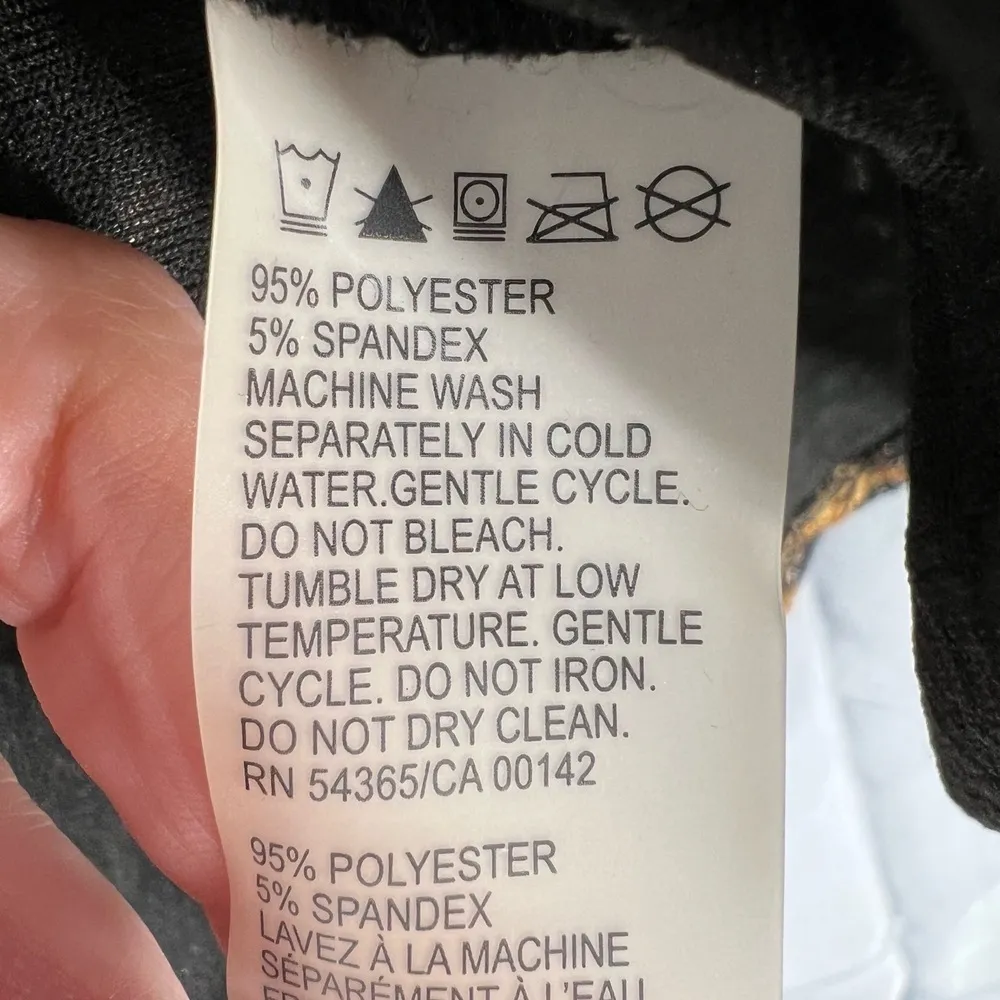 95% POLYESTER
5% SPANDEX
MACHINE WASH
SEPARATELY IN COLD
WATER.GENTLE CYCLE.
DO NOT BLEACH.
TUMBLE DRY AT LOW
TEMPERATURE. GENTLE
CYCLE. DO NOT IRON.
DO NOT DRY CLEAN.
RN 54365/CA 00142
95% POLYESTER
5% SPANDEX
LAVEZ À LA MACHINE
SÉPARÉMENT À L'EAU